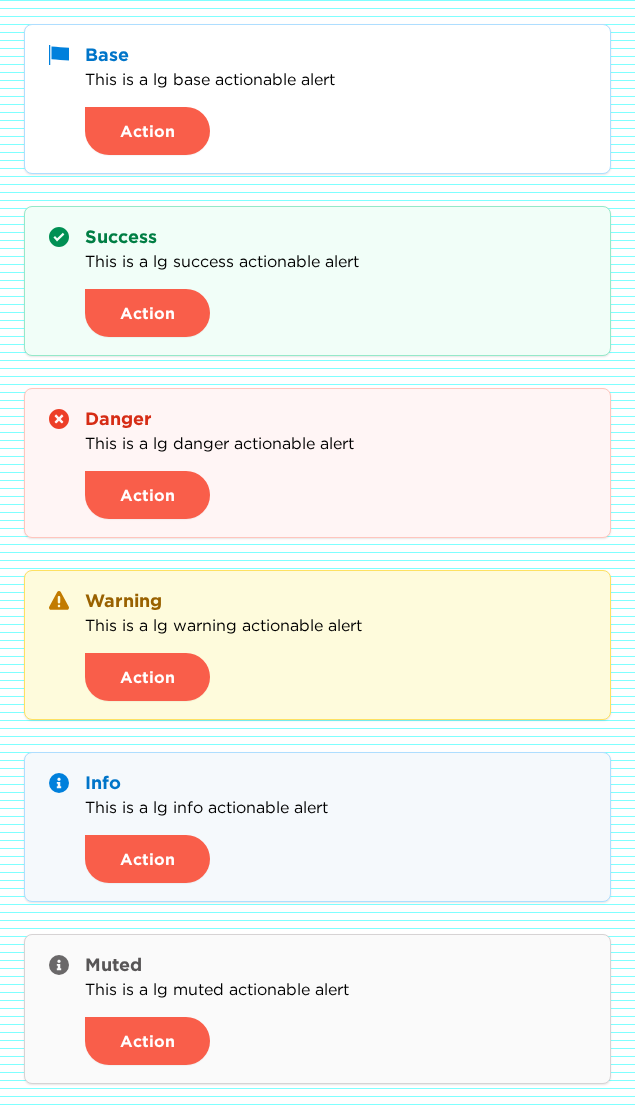 Base
This is a lg base actionable alert
Action
Success
This is a lg success actionable alert
Action
Danger
This is a lg danger actionable alert
Action
Warning
This is a lg warning actionable alert
Action
Info
This is a lg info actionable alert
Action
Muted
This is a lg muted actionable alert
Action